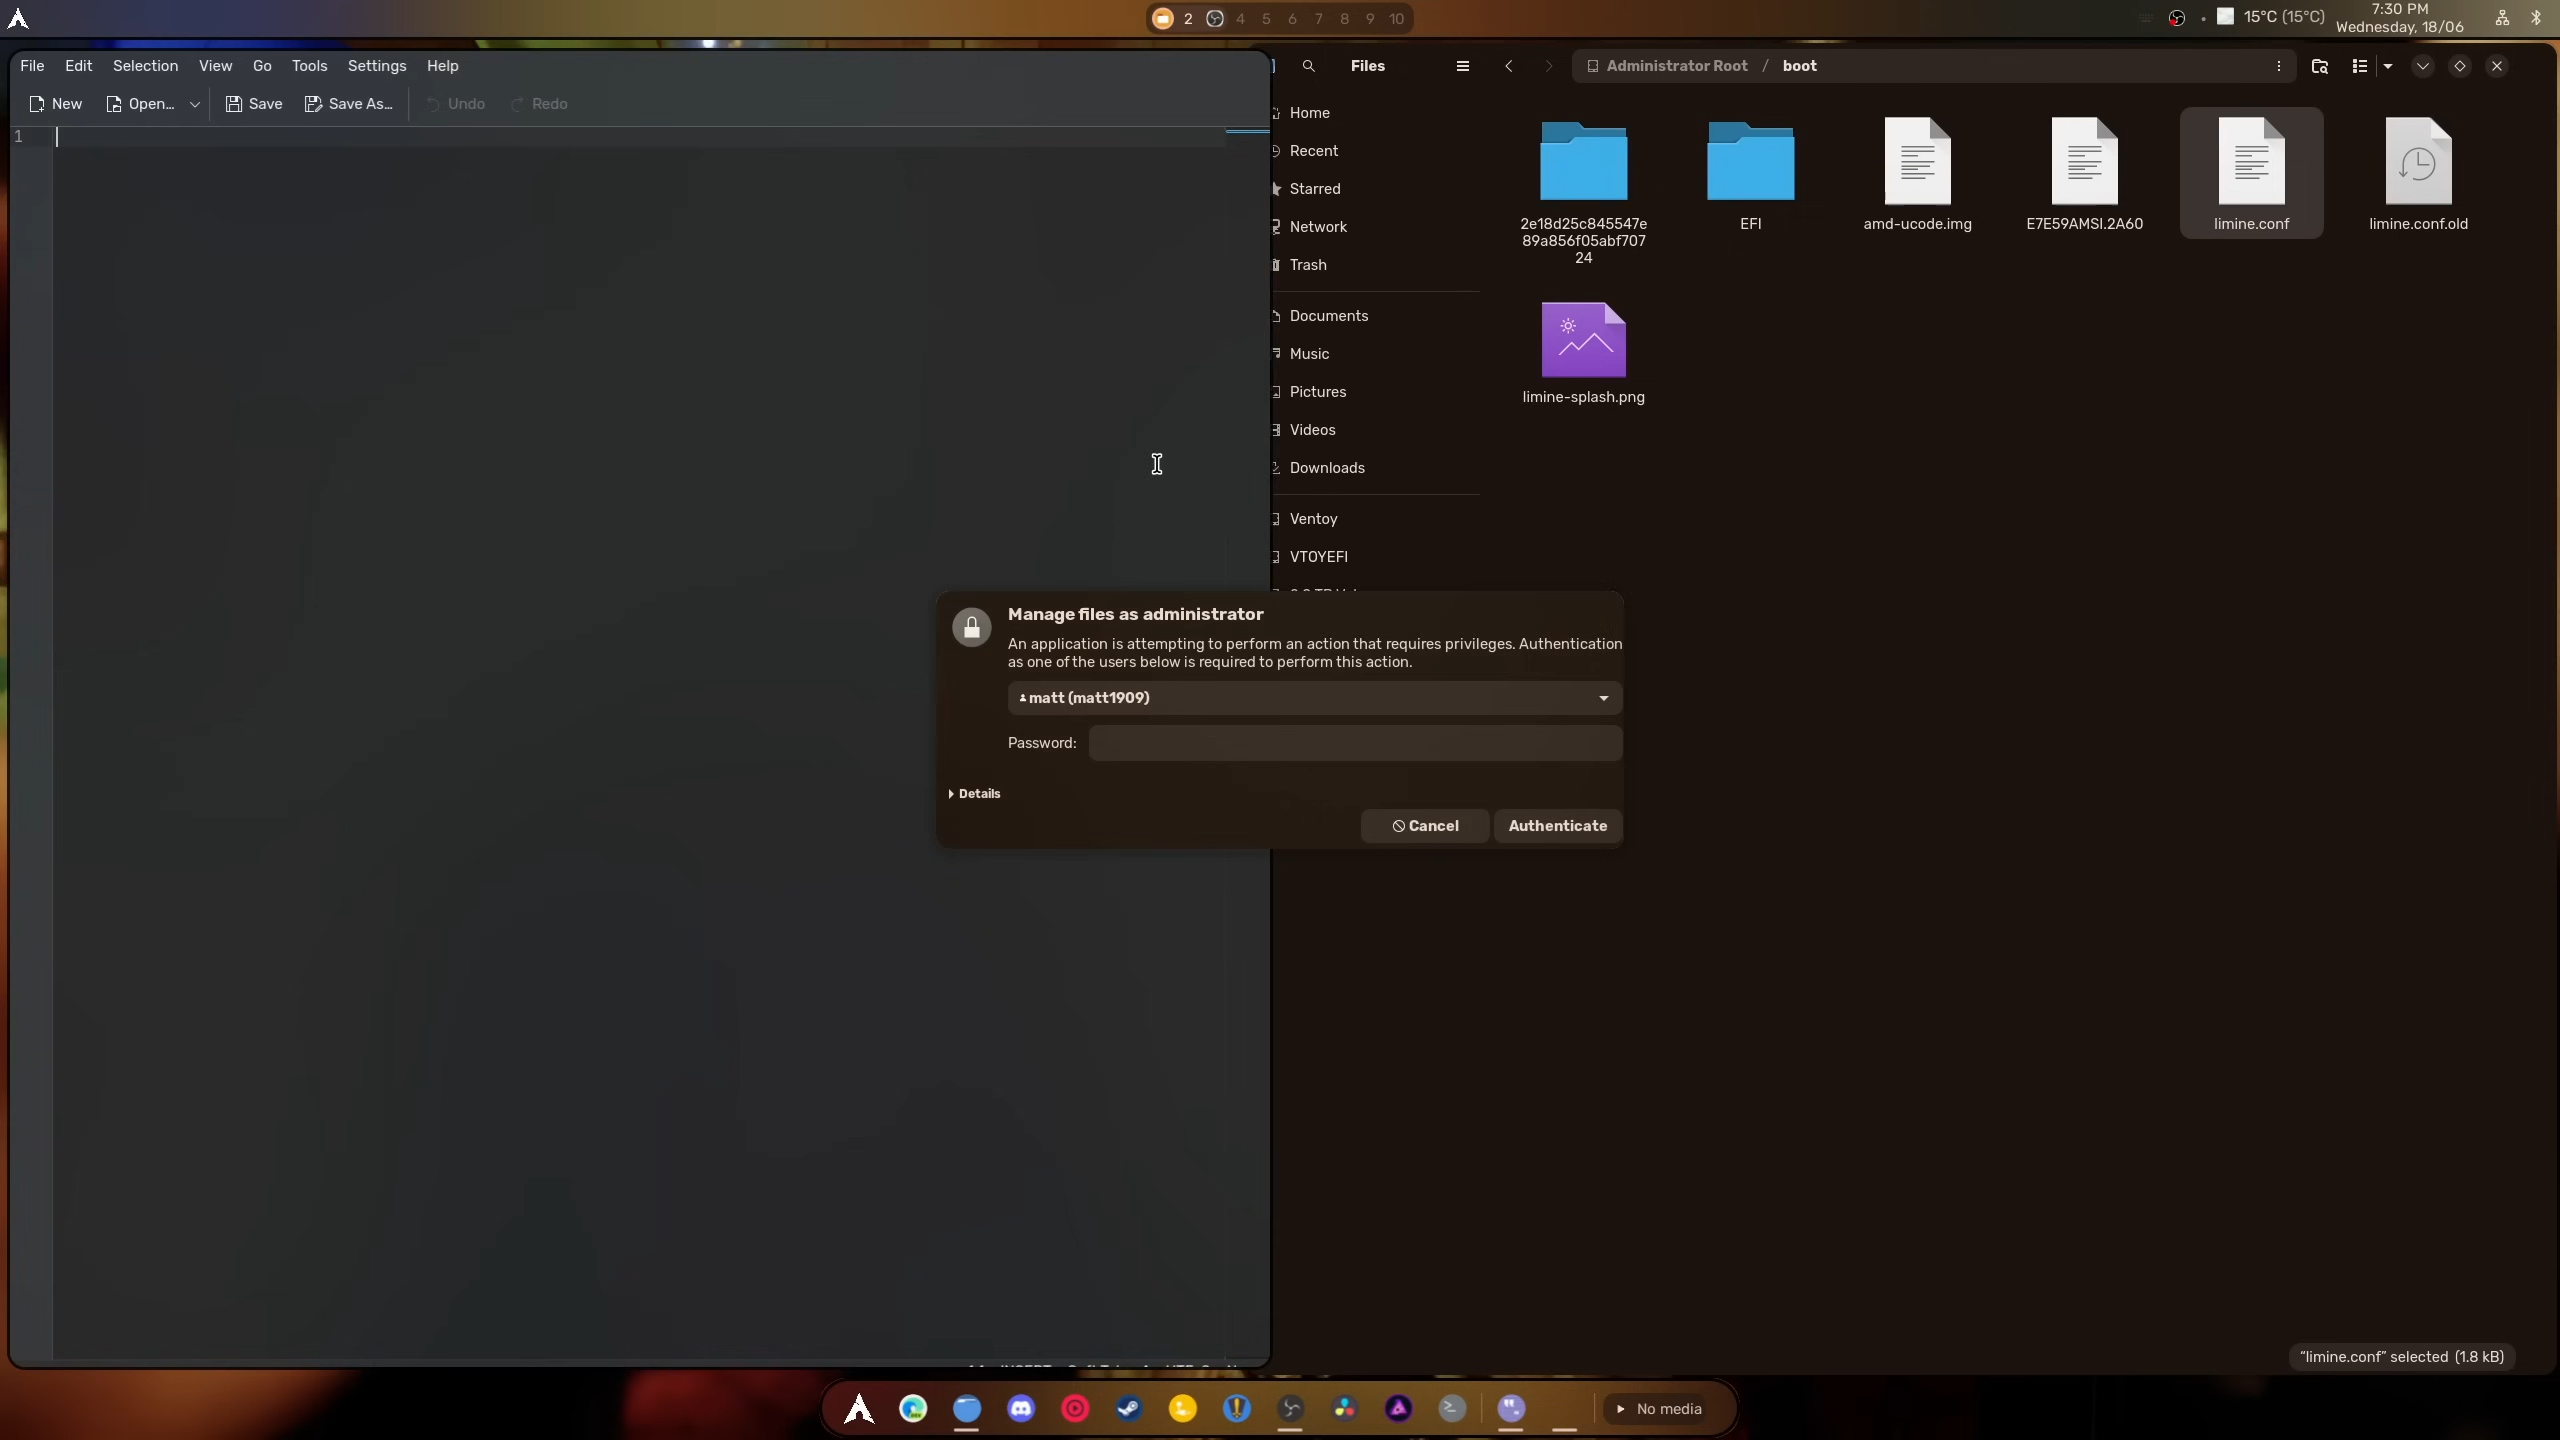 2 4 5 6 7 8 9 10
15°C (15°C)
7:30 PM
Wednesday, 18/06
File Edit Selection View Go Tools Settings Help
New Open... Save Save As... Undo Redo
1
Files
Administrator Root / boot
Home
Recent
Starred
Network
Trash
Documents
Music
Pictures
Videos
Downloads
Ventoy
VTOYEFI
2e18d25c845547e
89a856f05abf707
24
EFI
amd-ucode.img
E7E59AMSI.2A60
limine.conf
limine.conf.old
limine-splash.png
Manage files as administrator
An application is attempting to perform an action that requires privileges. Authentication
as one of the users below is required to perform this action.
matt (matt1909)
Password:
Details
Cancel Authenticate
"limine.conf" selected (1.8 kB)
No media